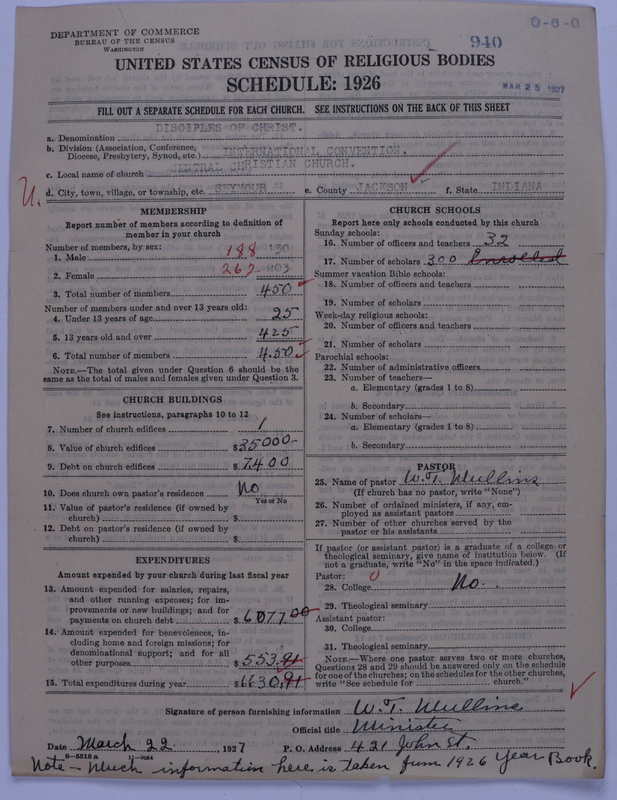 DEPARTMENT OF COMMERCE
BUREAU OF THE CENSUS
WASHINGTON
0-6-0
940
UNITED STATES CENSUS OF RELIGIOUS BODIES
SCHEDULE: 1926
MAR 25 1927
FILL OUT A SEPARATE SCHEDULE FOR EACH CHURCH. SEE INSTRUCTIONS ON THE BACK OF THIS SHEET
a. Denomination DISCIPLES OF CHRIST.
b. Division (Association, Conference,
Diocese, Presbytery, Synod, etc.) INTERNATIONAL CONVENTION.
c. Local name of church CENTRAL CHRISTIAN CHURCH.
U.
d. City, town, village, or township, etc. SEYMOUR e. County JACKSON f. State INDIANA
MEMBERSHIP
Report number of members according to definition of
member in your church
Number of members, by sex:
1. Male 188
2. Female 262
3. Total number of members 450
Number of members under and over 13 years old:
4. Under 13 years of age 25
5. 13 years old and over 425
6. Total number of members 450
NOTE.—The total given under Question 6 should be the
same as the total of males and females given under Question 3.
CHURCH BUILDINGS
See instructions, paragraphs 10 to 12
7. Number of church edifices 1
8. Value of church edifices $35000-
9. Debt on church edifices $7400
10. Does church own pastor's residence No
Yes or No
11. Value of pastor's residence (if owned by
church) $
12. Debt on pastor's residence (if owned by
church) $
EXPENDITURES
Amount expended by your church during last fiscal year
13. Amount expended for salaries, repairs,
and other running expenses; for im-
provements or new buildings; and for
payments on church debt $6077.00
14. Amount expended for benevolences, in-
cluding home and foreign missions; for
denominational support; and for all
other purposes $553.91
15. Total expenditures during year $6630.91
CHURCH SCHOOLS
Report here only schools conducted by this church
Sunday schools:
16. Number of officers and teachers 32
17. Number of scholars 300 Enrolled
Summer vacation Bible schools:
18. Number of officers and teachers
19. Number of scholars
Week-day religious schools:
20. Number of officers and teachers
21. Number of scholars
Parochial schools:
22. Number of administrative officers
23. Number of teachers—
a. Elementary (grades 1 to 8)
b. Secondary
24. Number of scholars—
a. Elementary (grades 1 to 8)
b. Secondary
PASTOR
25. Name of pastor W.T. Mullins
(If church has no pastor, write "None")
26. Number of ordained ministers, if any, em-
ployed as assistant pastors
27. Number of other churches served by the
pastor or his assistants
If pastor (or assistant pastor) is a graduate of a college or
theological seminary, give name of institution below. (If
not a graduate, write "No" in the space indicated.)
Pastor: 0
28. College No.
29. Theological seminary
Assistant pastor:
30. College
31. Theological seminary
NOTE.—Where one pastor serves two or more churches,
Questions 28 and 29 should be answered only on the schedule
for one of the churches; on the schedules for the other churches,
write "See schedule for church."
Signature of person furnishing information W.T. Mullins
Official title Minister
Date March 22 1927 P. O. Address 421 John St.
8-5518a 11-9064
Note - Much information here is taken from 1926 Year Book.